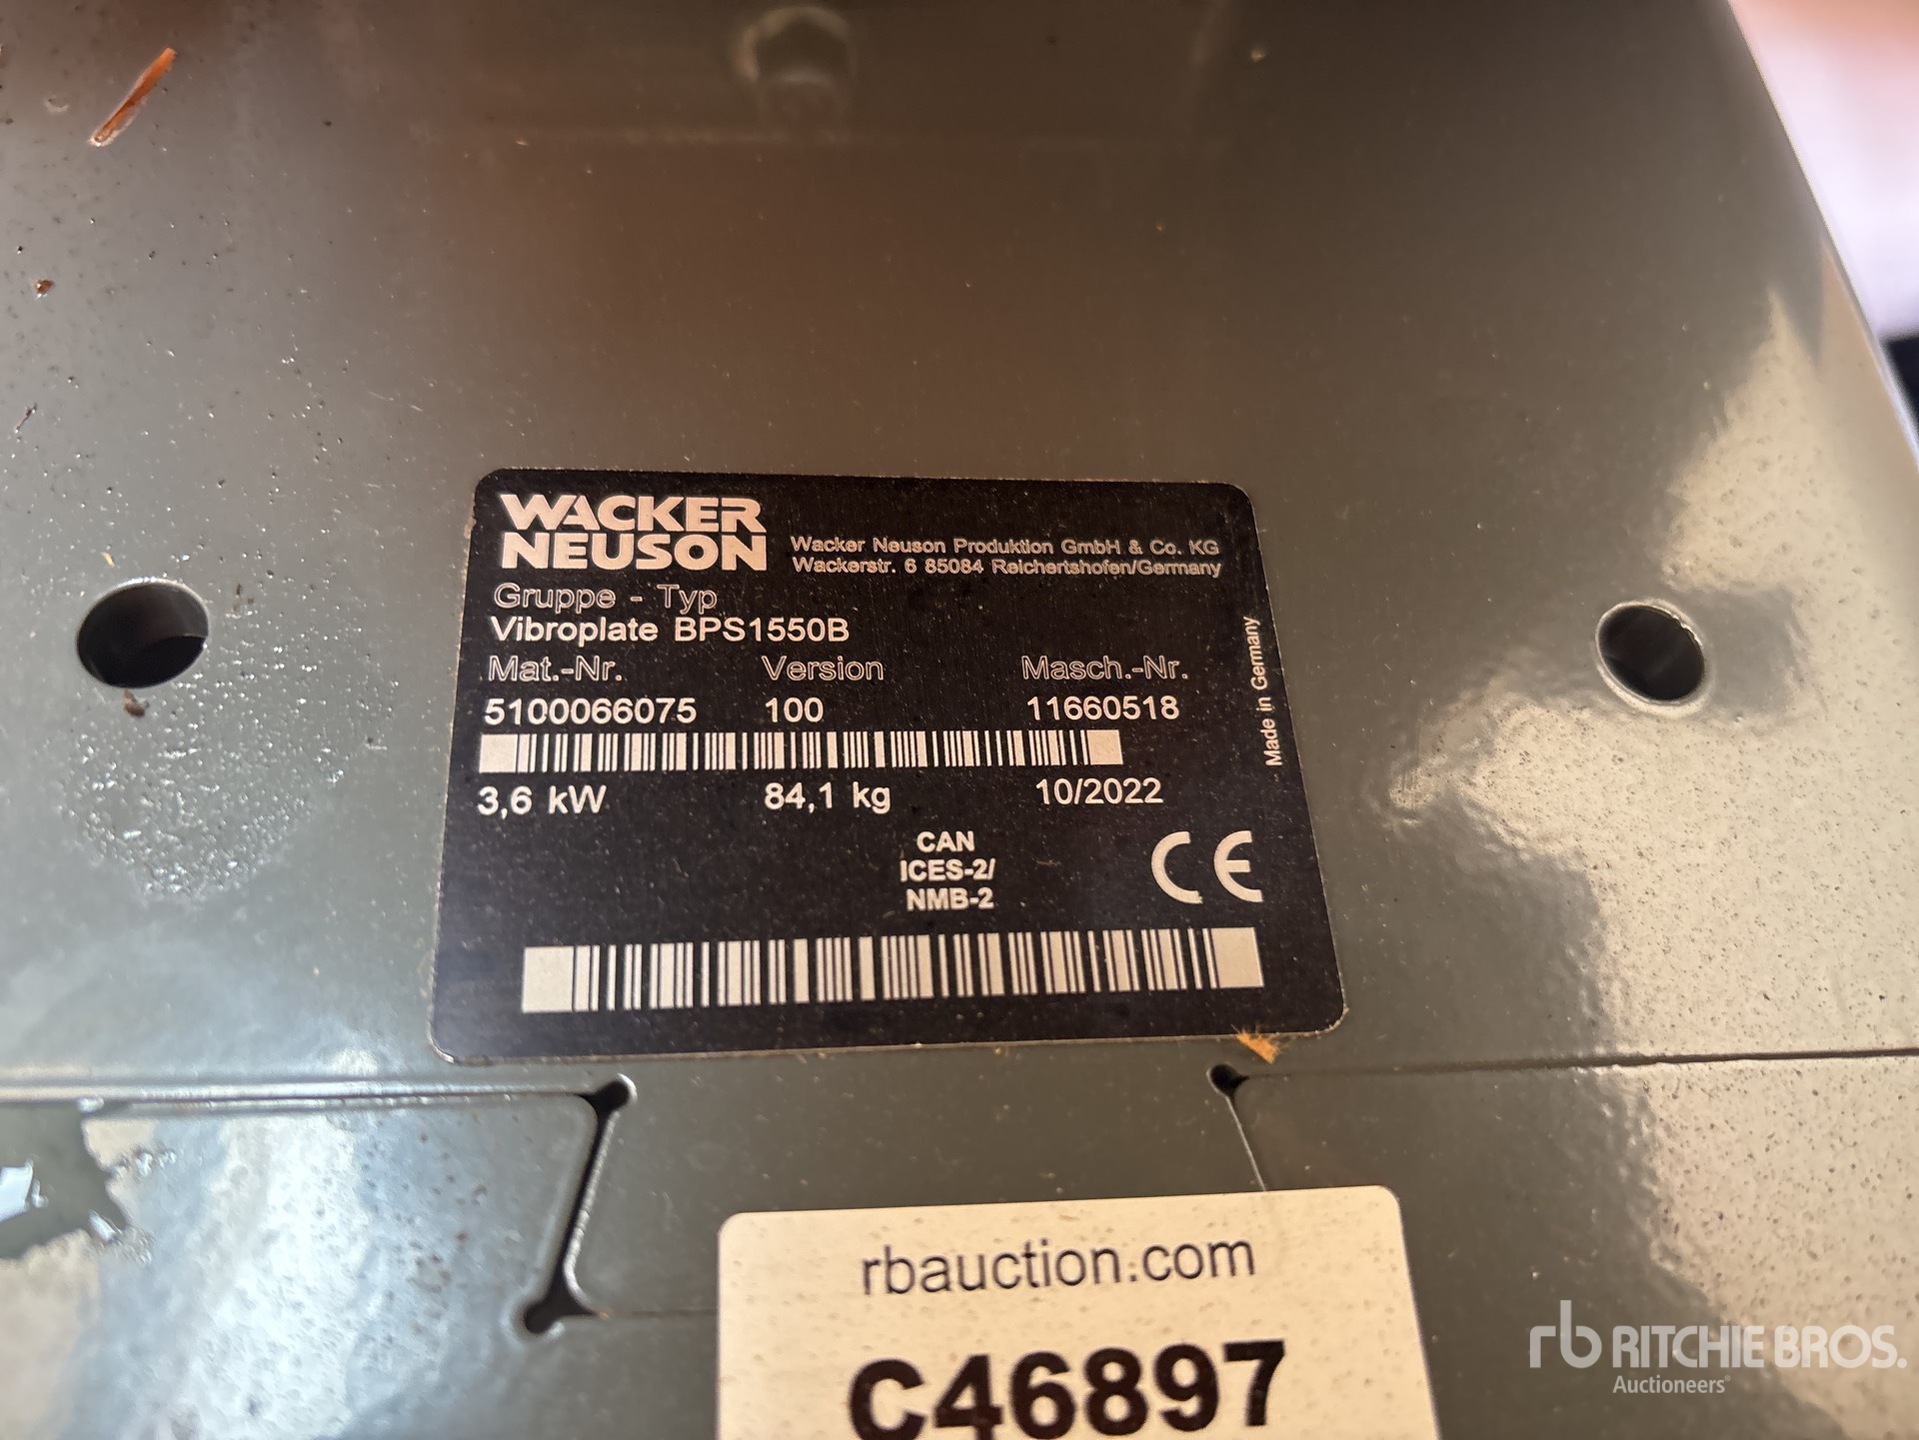 WACKER
NEUSON
Wacker Neuson Produktion GmbH & Co. KG
Wackerstr. 6 85084 Reichertshofen/Germany
Gruppe - Typ
Vibroplate BPS1550B
Mat.-Nr. Version Masch.-Nr.
5100066075 100 11660518
3,6 kW 84,1 kg 10/2022
Made in Germany
CAN
ICES-2/
NMB-2
CE
rbauction.com
C46897
rb RITCHIE BROS.
Auctioneers